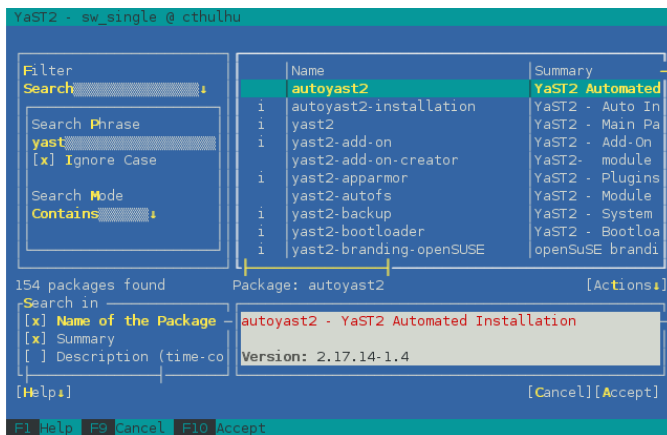 YaST2 - sw_single @ cthulhu
Filter
Search
Search Phrase
yast
[x] Ignore Case
Search Mode
Contains
154 packages found
Search in
[x] Name of the Package
[x] Summary
[ ] Description (time-co
[Help]
Name Summary
autoyast2 YaST2 Automated
i autoyast2-installation YaST2 - Auto In
i yast2 YaST2 - Main Pa
i yast2-add-on YaST2 - Add-On
yast2-add-on-creator YaST2- module
i yast2-apparmor YaST2 - Plugins
yast2-autofs YaST2 - Module
i yast2-backup YaST2 - System
i yast2-bootloader YaST2 - Bootloa
i yast2-branding-openSUSE openSuSE brandi
Package: autoyast2 [Actions]
autoyast2 - YaST2 Automated Installation
Version: 2.17.14-1.4
[Cancel][Accept]
F1 Help F9 Cancel F10 Accept